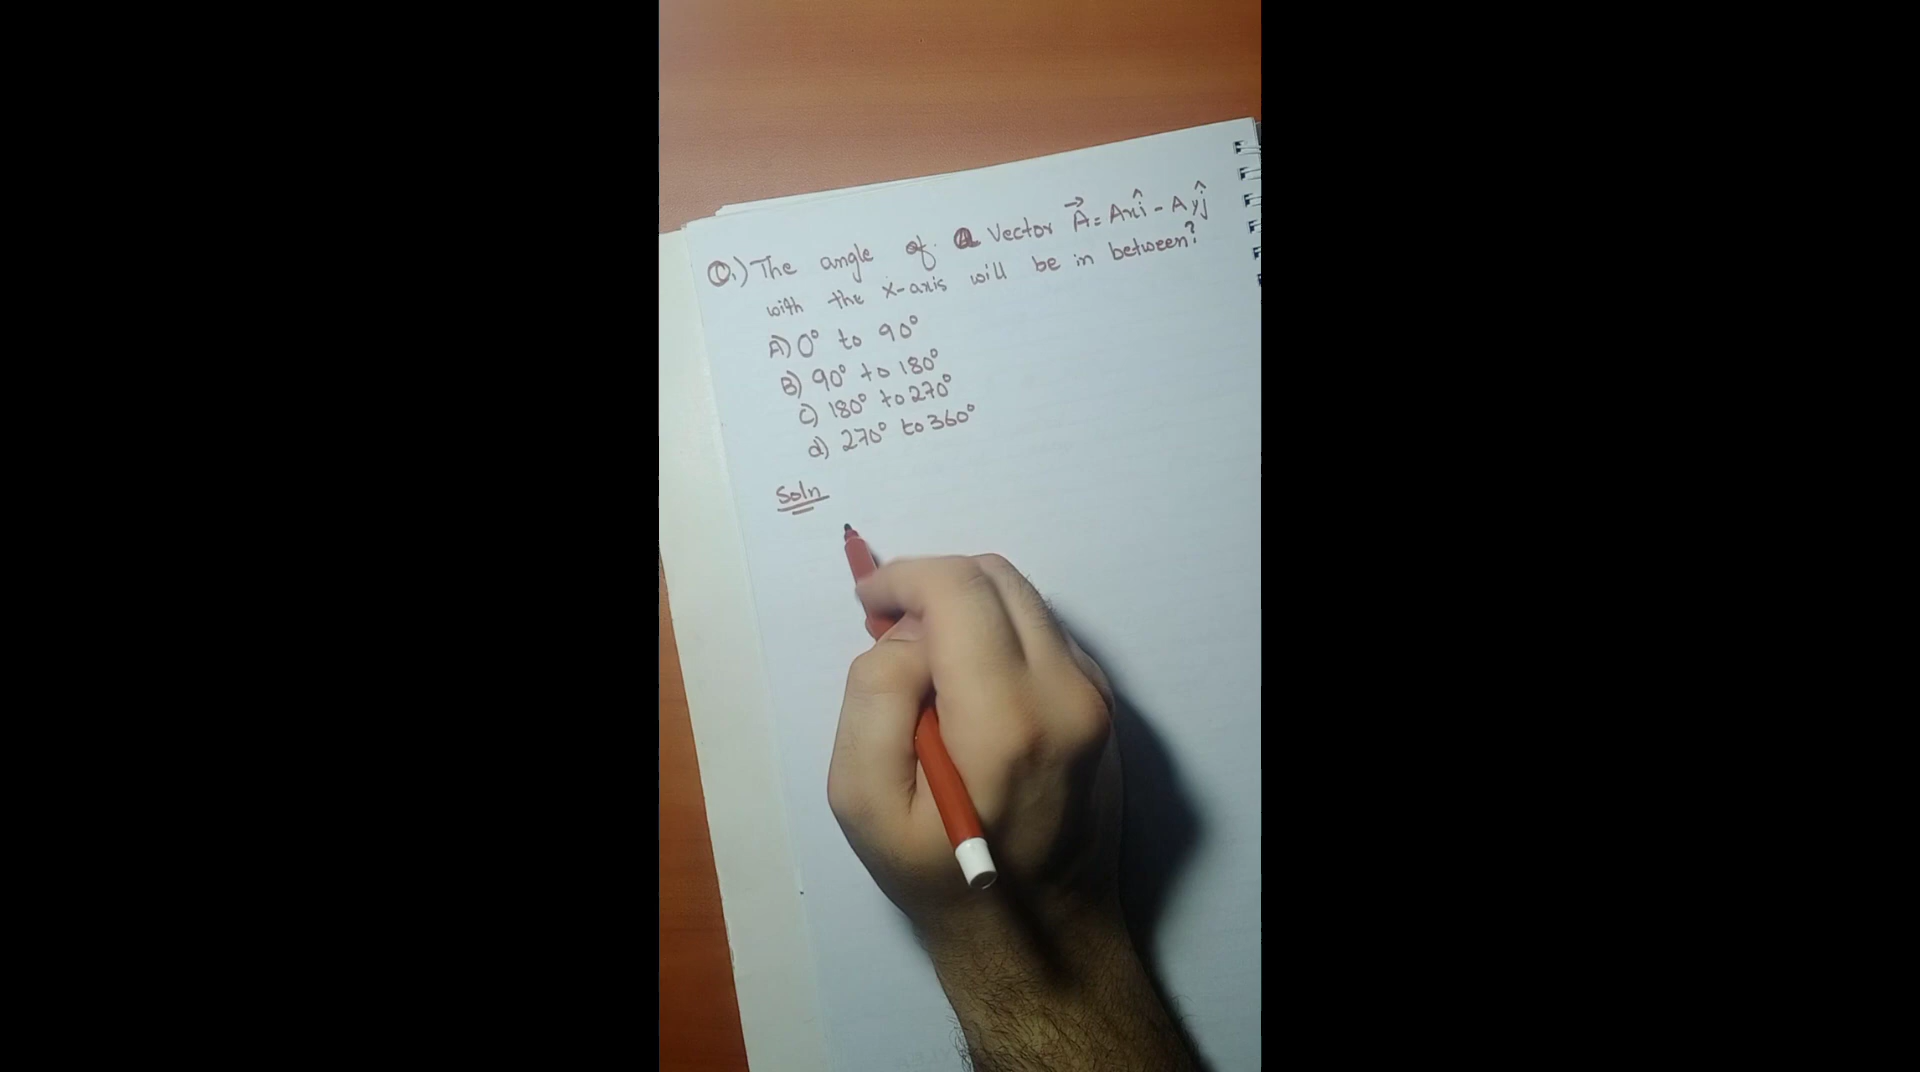 Q.) The angle of a Vector A⃗ = Axî - Ayĵ
with the x-axis will be in between?
A) 0° to 90°
B) 90° to 180°
C) 180° to 270°
d) 270° to 360°
Soln